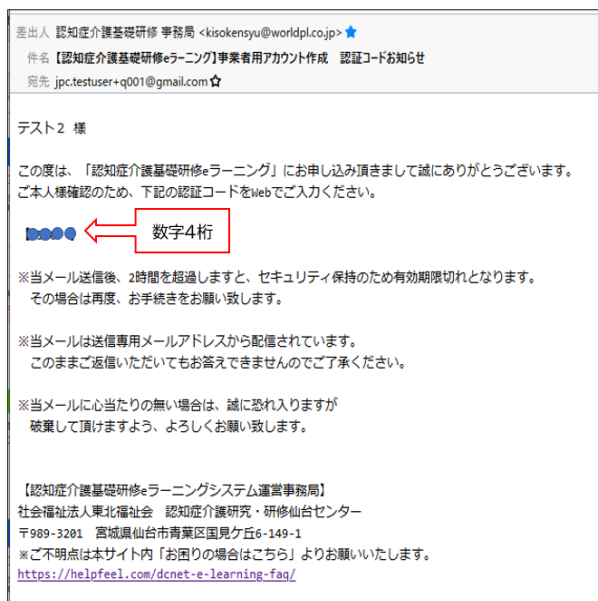 差出人 認知症介護基礎研修 事務局 <kisokensyu@worldpl.co.jp>
件名 【認知症介護基礎研修eラーニング】事業者用アカウント作成　認証コードお知らせ
宛先 jpc.testuser+q001@gmail.com
テスト2 様
この度は、「認知症介護基礎研修eラーニング」にお申し込み頂きまして誠にありがとうございます。
ご本人様確認のため、下記の認証コードをWebでご入力ください。
数字4桁
※当メール送信後、2時間を超過しますと、セキュリティ保持のため有効期限切れとなります。
その場合は再度、お手続きをお願い致します。
※当メールは送信専用メールアドレスから配信されています。
このままご返信いただいてもお答えできませんのでご了承ください。
※当メールに心当たりの無い場合は、誠に恐れ入りますが
破棄して頂けますよう、よろしくお願い致します。
【認知症介護基礎研修eラーニングシステム運営事務局】
社会福祉法人東北福祉会　認知症介護研究・研修仙台センター
〒989-3201　宮城県仙台市青葉区国見ケ丘6-149-1
※ご不明点は本サイト内「お困りの場合はこちら」よりお願いいたします。
https://helpfeel.com/dcnet-e-learning-faq/